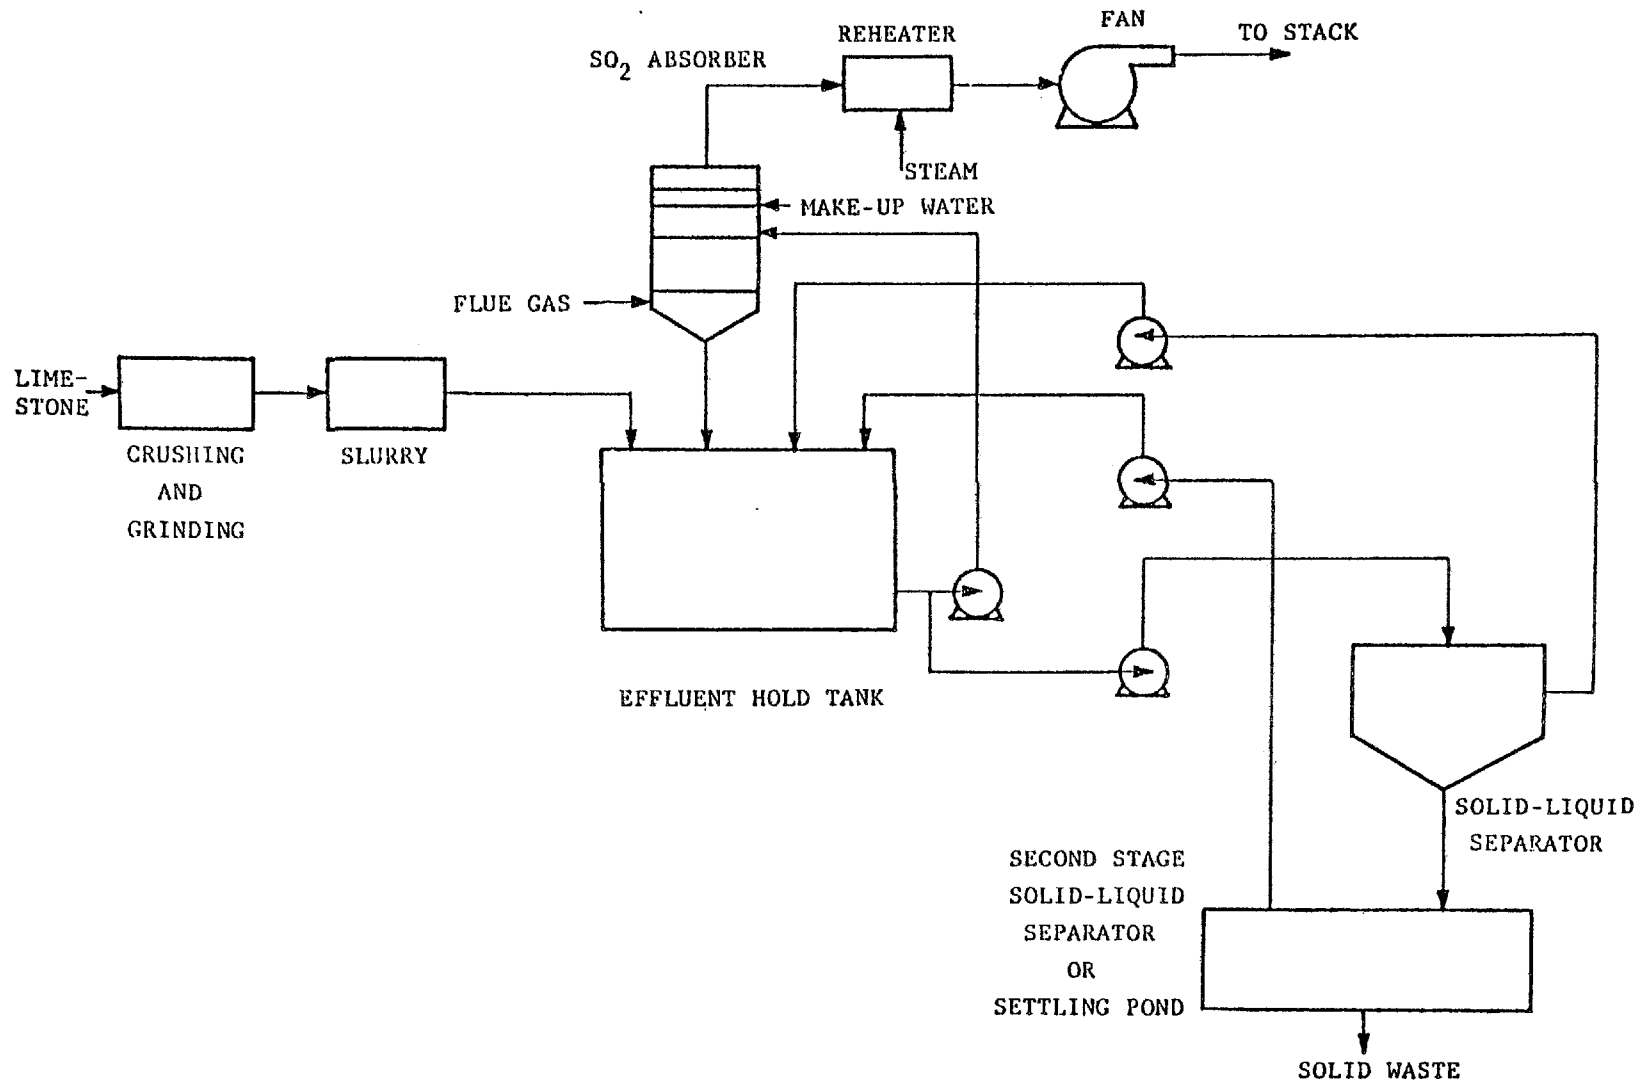 FAN
REHEATER
TO STACK
SO2 ABSORBER
STEAM
MAKE-UP WATER
FLUE GAS
LIME-
STONE
CRUSHING
AND
GRINDING
SLURRY
EFFLUENT HOLD TANK
SOLID-LIQUID
SEPARATOR
SECOND STAGE
SOLID-LIQUID
SEPARATOR
OR
SETTLING POND
SOLID WASTE